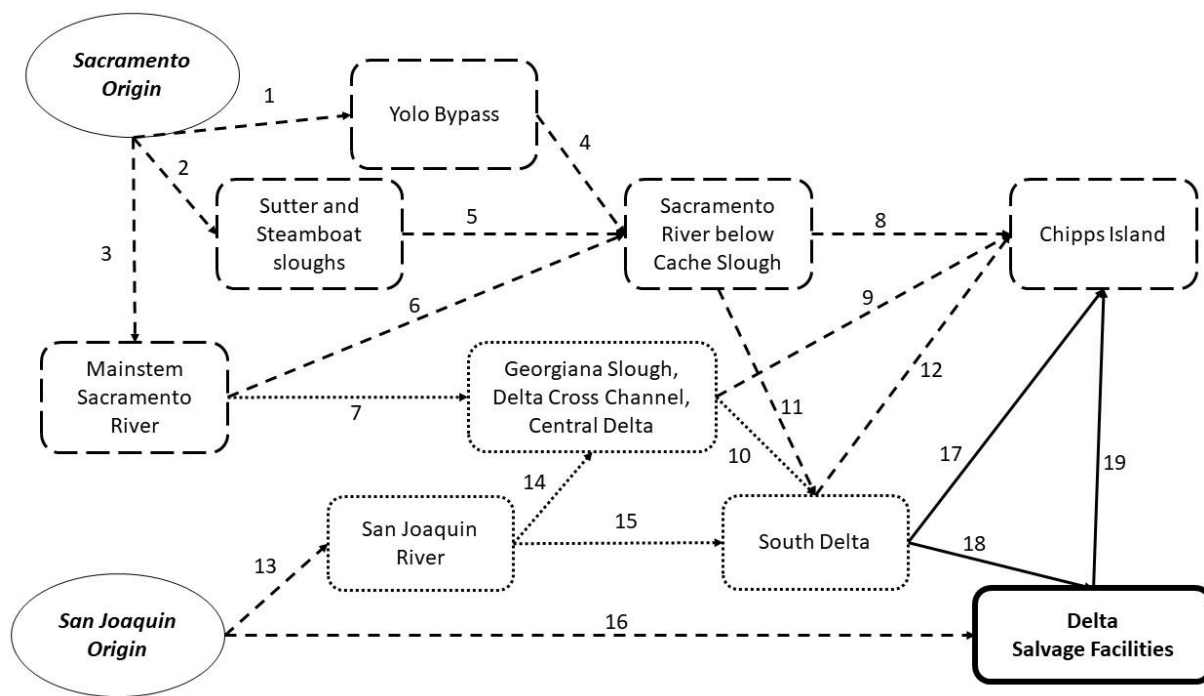 Sacramento
Origin
1
Yolo Bypass
4
2
Sutter and
Steamboat
sloughs
5
Sacramento
River below
Cache Slough
8
Chipps Island
3
6
9
Mainstem
Sacramento
River
7
Georgiana Slough,
Delta Cross Channel,
Central Delta
12
11
10
17
19
14
San Joaquin
River
15
South Delta
18
13
San Joaquin
Origin
16
Delta
Salvage Facilities